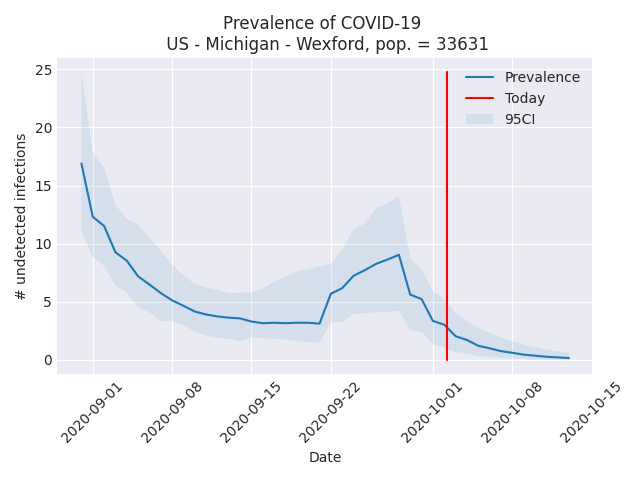 Prevalence of COVID-19
US - Michigan - Wexford, pop. = 33631
Prevalence
Today
95CI
# undetected infections
25
20
15
10
5
0
2020-09-01
2020-09-08
2020-09-15
2020-09-22
2020-10-01
2020-10-08
2020-10-15
Date